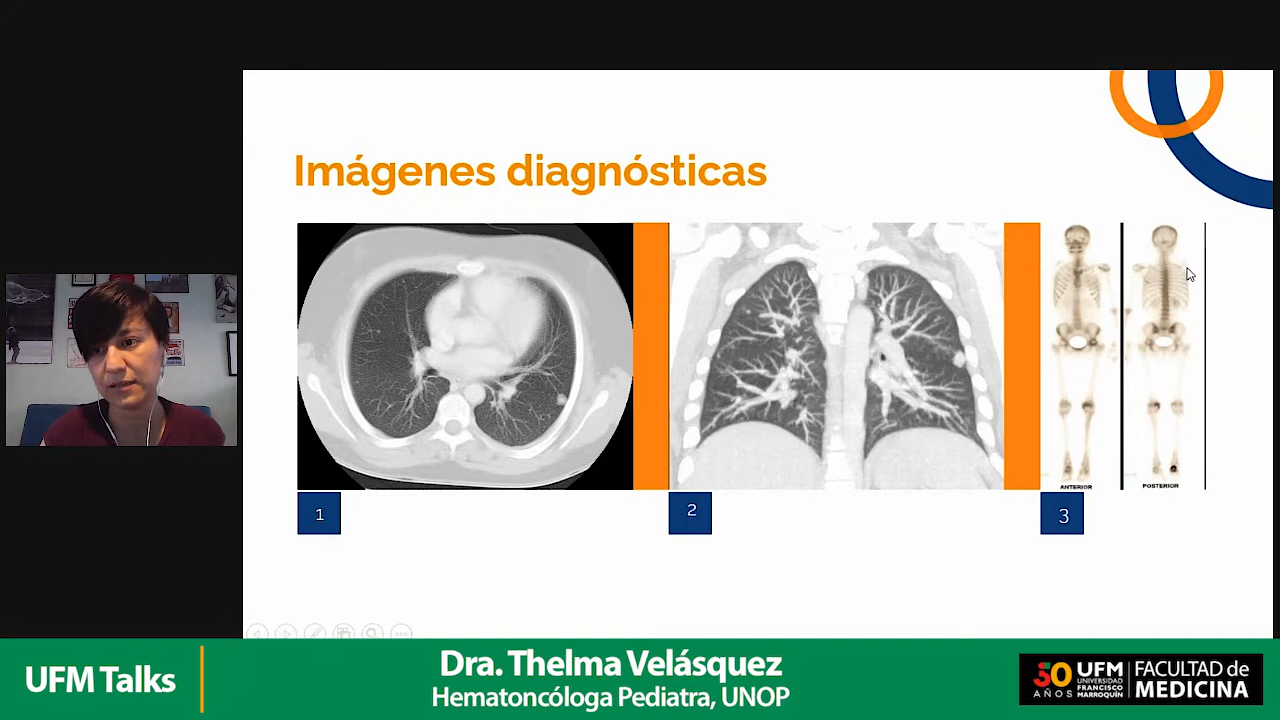 Imágenes diagnósticas
ANTERIOR
POSTERIOR
1
2
3
UFM Talks
Dra. Thelma Velásquez
Hematoncóloga Pediatra, UNOP
50
AÑOS
UFM
UNIVERSIDAD
FRANCISCO
MARROQUÍN
FACULTAD de
MEDICINA